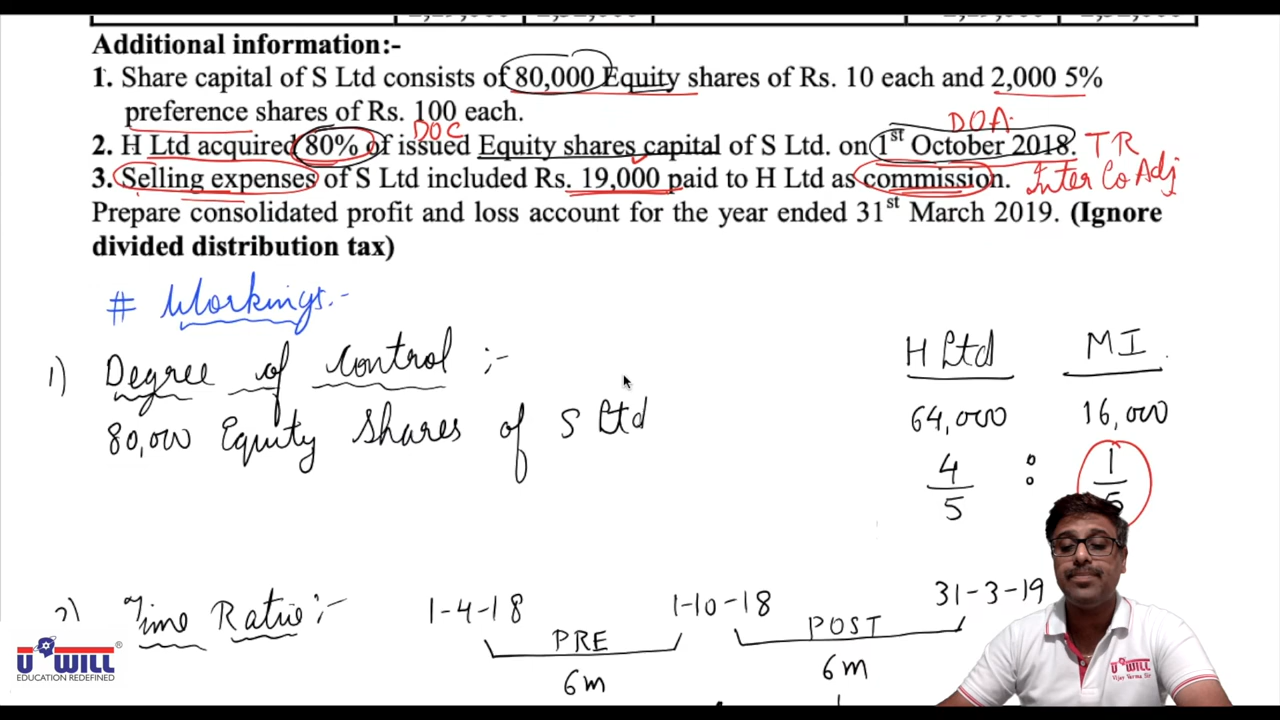 Additional information:-
1. Share capital of S Ltd consists of 80,000 Equity shares of Rs. 10 each and 2,000 5%
preference shares of Rs. 100 each.
DOC DOA
2. H Ltd acquired 80% of issued Equity shares capital of S Ltd. on 1st October 2018. TR
3. Selling expenses of S Ltd included Rs. 19,000 paid to H Ltd as commission. Inter Co Adj
Prepare consolidated profit and loss account for the year ended 31st March 2019. (Ignore
divided distribution tax)
# Workings:-
H Ltd MI
1) Degree of Control :-
80,000 Equity Shares of S Ltd 64,000 16,000
4/5 : 1/5
2) Time Ratio :- 1-4-18 1-10-18 31-3-19
PRE POST
6m 6m
U WILL
EDUCATION REDEFINED
U WILL
Vijay Varma Sir